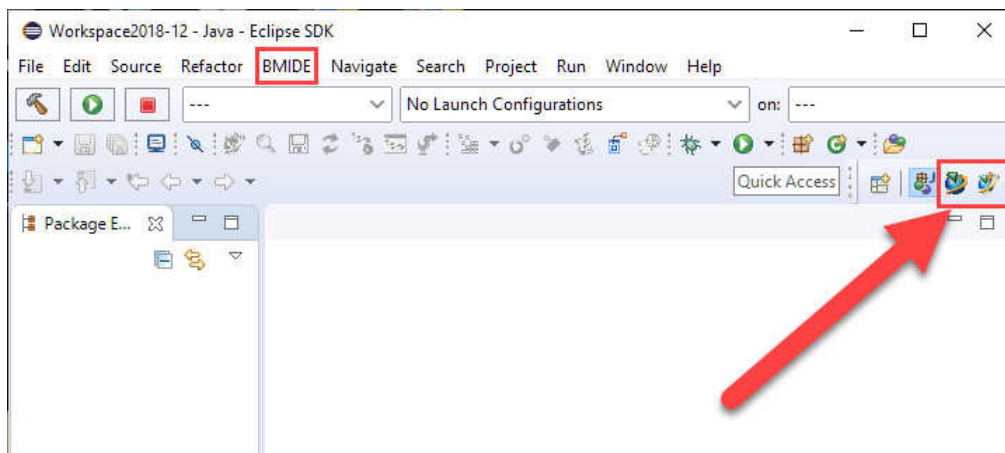 Workspace2018-12 - Java - Eclipse SDK
File Edit Source Refactor BMIDE Navigate Search Project Run Window Help
--- No Launch Configurations on: ---
Quick Access
Package E...